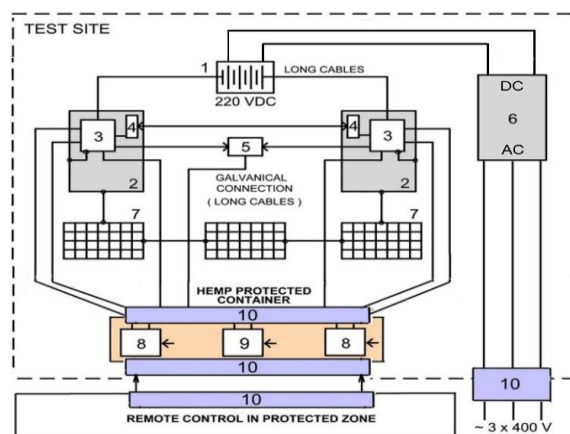 TEST SITE
1
LONG CABLES
220 VDC
DC
6
AC
3
4
4
3
5
2
GALVANICAL
CONNECTION
( LONG CABLES )
2
7
7
HEMP PROTECTED
CONTAINER
10
8
9
8
10
10
10
REMOTE CONTROL IN PROTECTED ZONE
~ 3 x 400 V